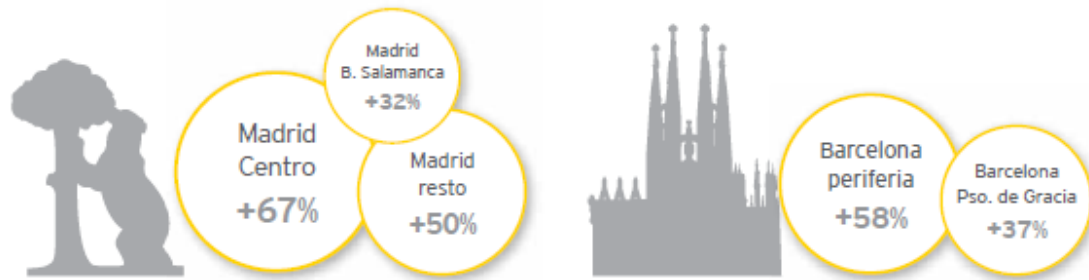 Madrid
B. Salamanca
+32%
Madrid
Centro
+67%
Madrid
resto
+50%
Barcelona
periferia
+58%
Barcelona
Pso. de Gracia
+37%